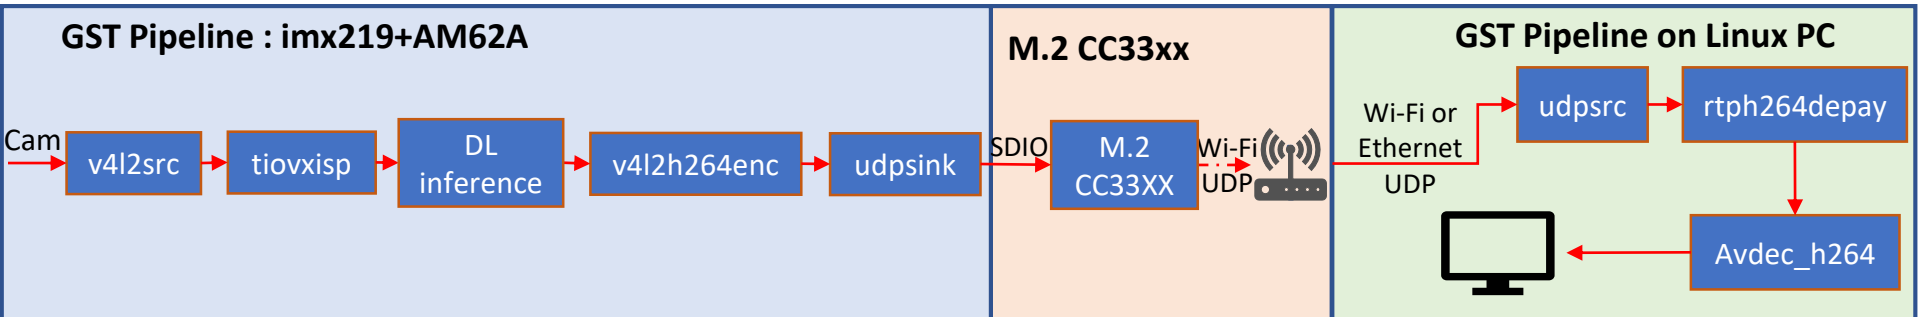 GST Pipeline : imx219+AM62A
Cam
v4l2src
tiovxisp
DL
inference
v4l2h264enc
udpsink
M.2 CC33xx
SDIO
M.2
CC33XX
Wi-Fi
UDP
GST Pipeline on Linux PC
Wi-Fi or
Ethernet
UDP
udpsrc
rtph264depay
Avdec_h264